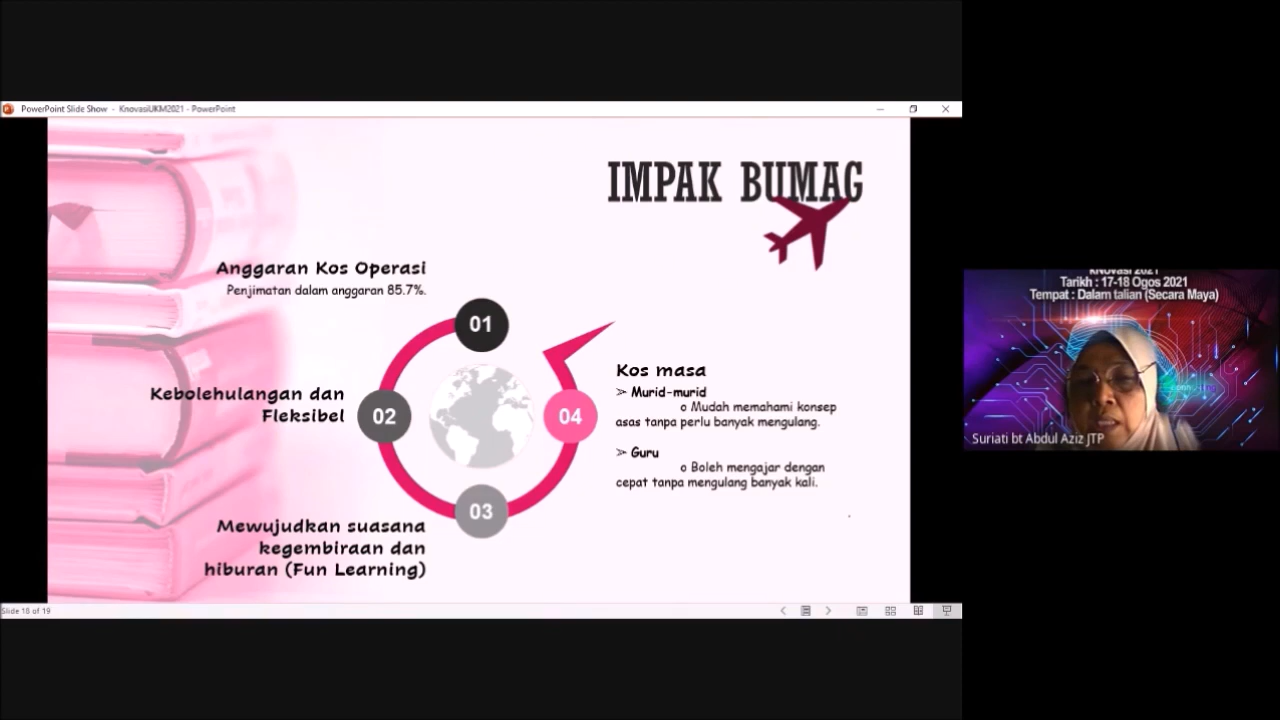 PowerPoint Slide Show - KnovasiUKM2021 - PowerPoint
IMPAK BUMAG
Anggaran Kos Operasi
Penjimatan dalam anggaran 85.7%.
01
Kebolehulangan dan
Fleksibel
02
03
Mewujudkan suasana
kegembiraan dan
hiburan (Fun Learning)
04
Kos masa
➢ Murid-murid
o Mudah memahami konsep
asas tanpa perlu banyak mengulang.
➢ Guru
o Boleh mengajar dengan
cepat tanpa mengulang banyak kali.
Slide 18 of 19
KNovasi 2021
Tarikh : 17-18 Ogos 2021
Tempat : Dalam talian (Secara Maya)
Suriati bt Abdul Aziz JTP